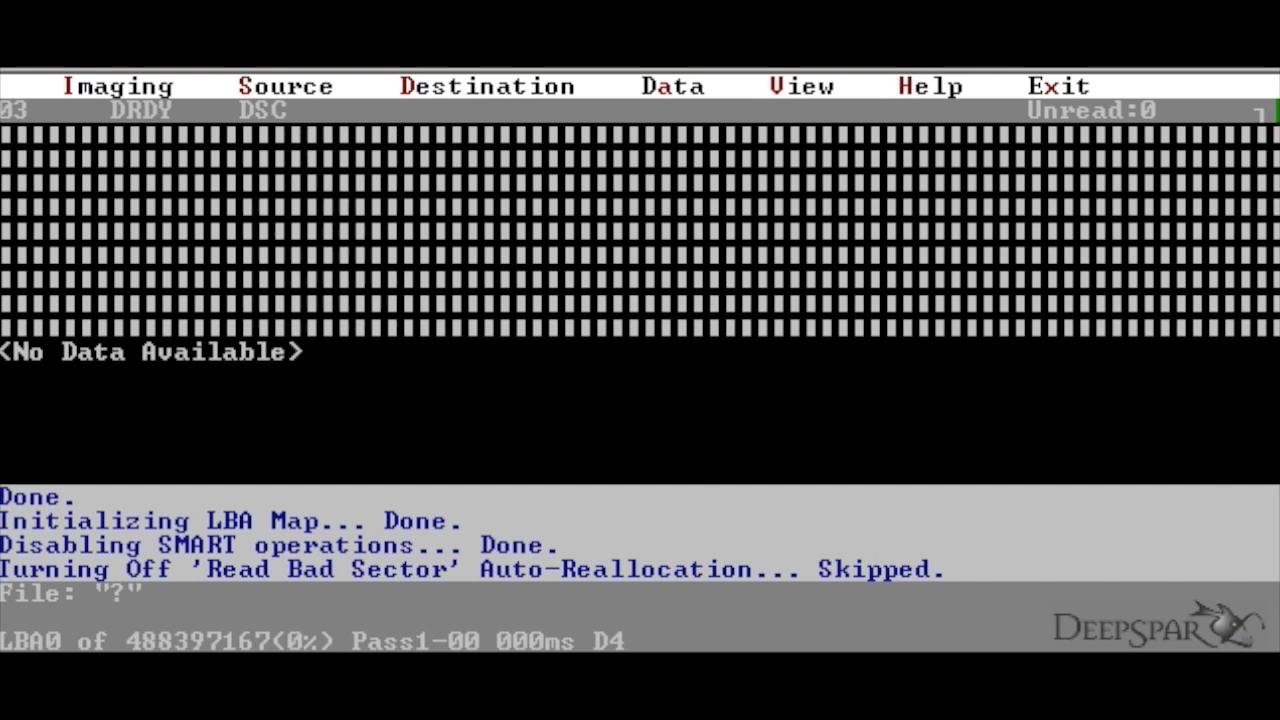 Imaging Source Destination Data View Help Exit
03 DRDY DSC Unread:0
<No Data Available>
Done.
Initializing LBA Map... Done.
Disabling SMART operations... Done.
Turning Off 'Read Bad Sector' Auto-Reallocation... Skipped.
File: "?"
LBA0 of 488397167(0%) Pass1-00 000ms D4
DEEPSPAR